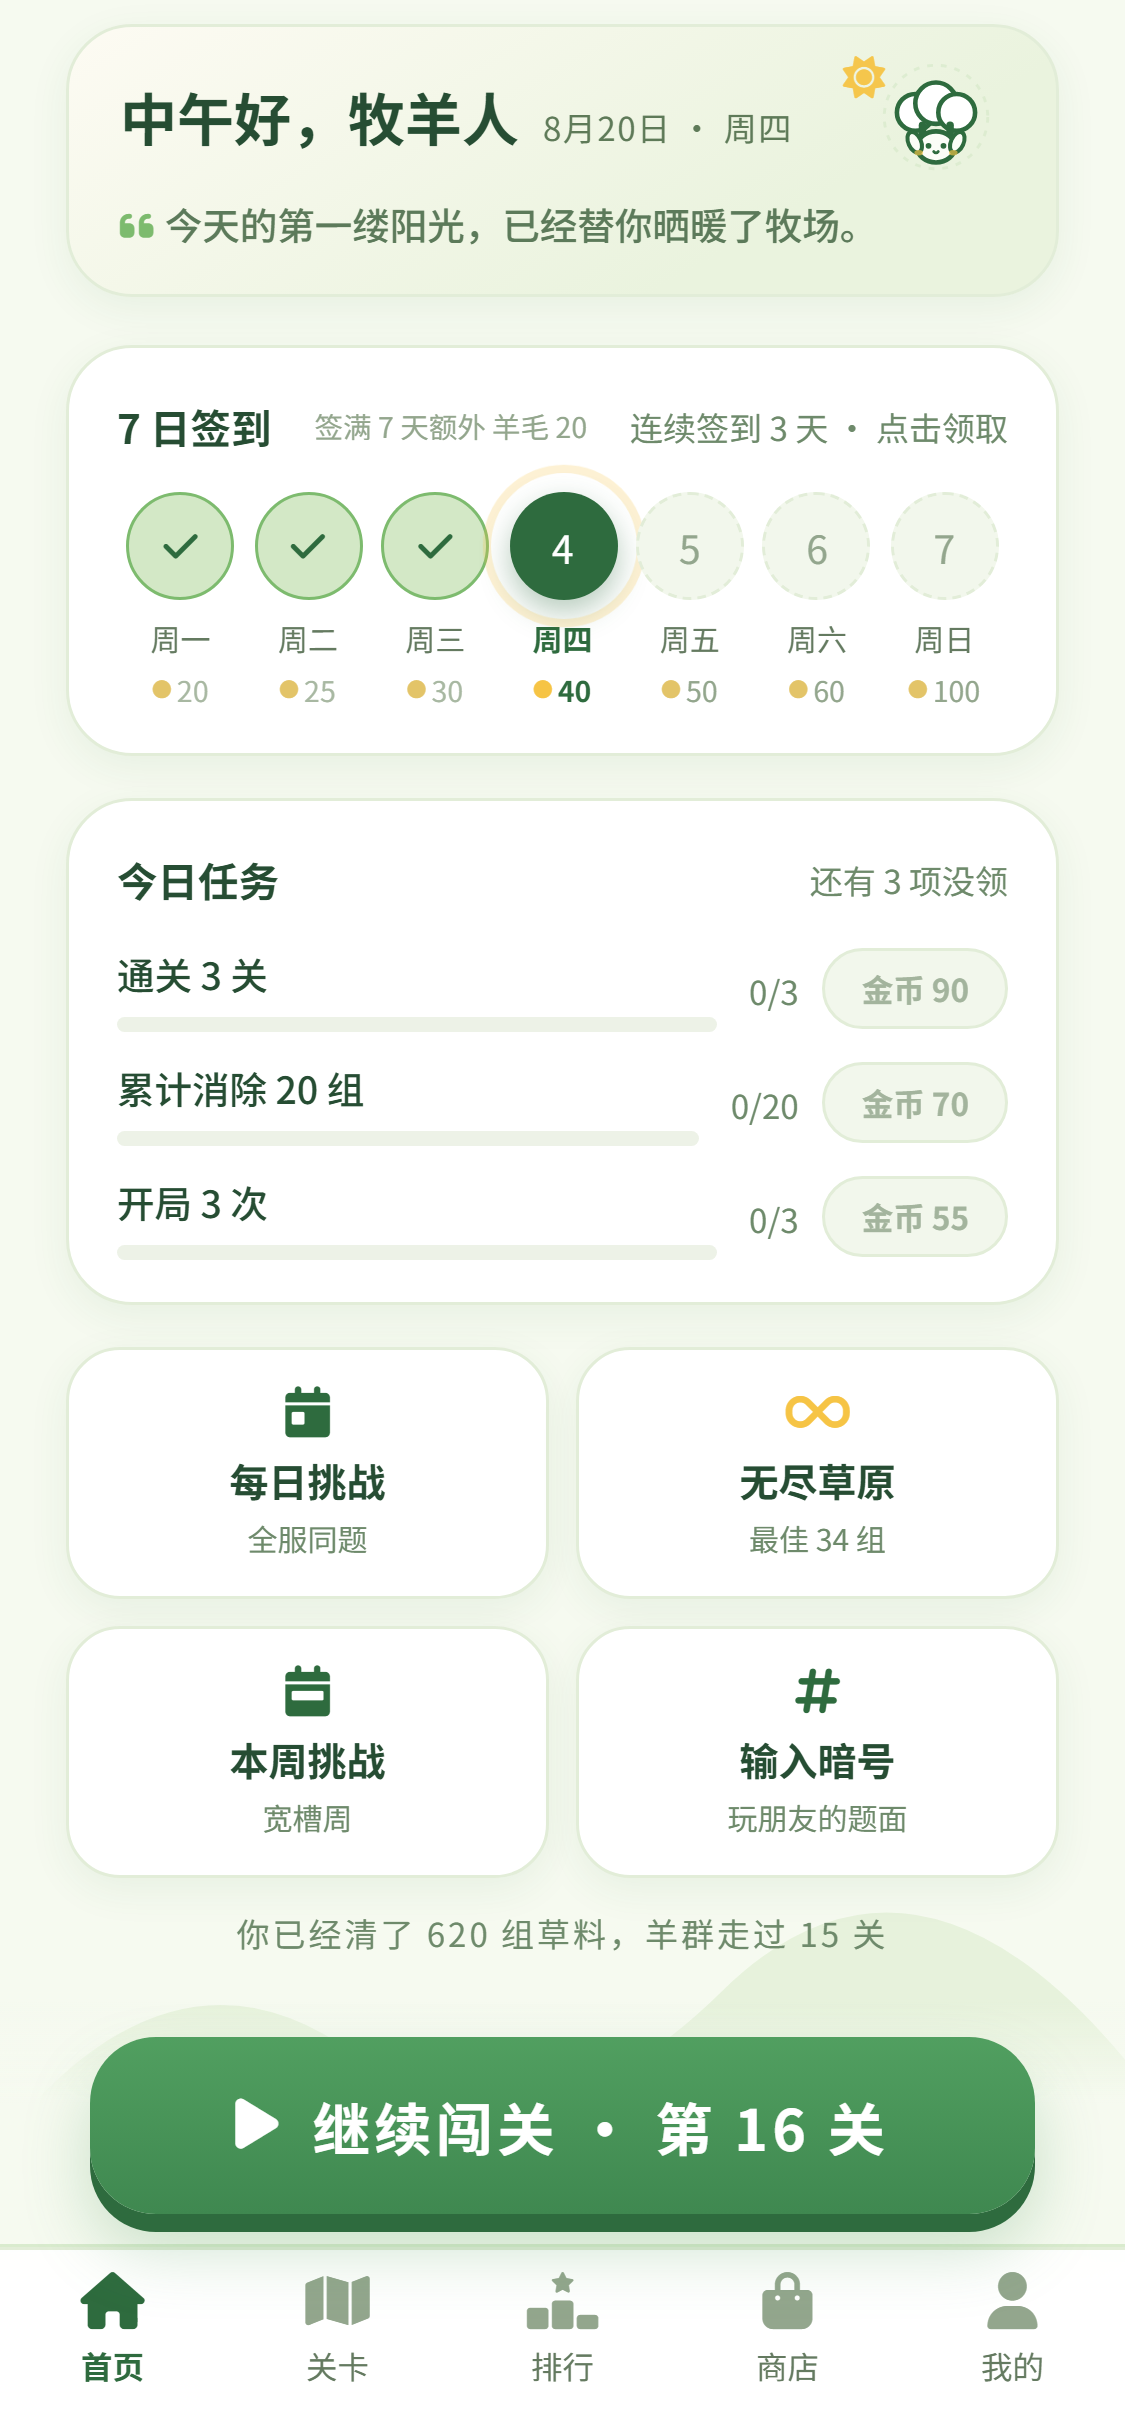 中午好，牧羊人 8月20日 · 周四
今天的第一缕阳光，已经替你晒暖了牧场。
7 日签到 签满 7 天额外 羊毛 20 连续签到 3 天 · 点击领取
4 5 6 7
周一 周二 周三 周四 周五 周六 周日
20 25 30 40 50 60 100
今日任务 还有 3 项没领
通关 3 关 0/3 金币 90
累计消除 20 组 0/20 金币 70
开局 3 次 0/3 金币 55
每日挑战 无尽草原
全服同题 最佳 34 组
本周挑战 输入暗号
宽槽周 玩朋友的题面
你已经清了 620 组草料，羊群走过 15 关
继续闯关 · 第 16 关
首页 关卡 排行 商店 我的